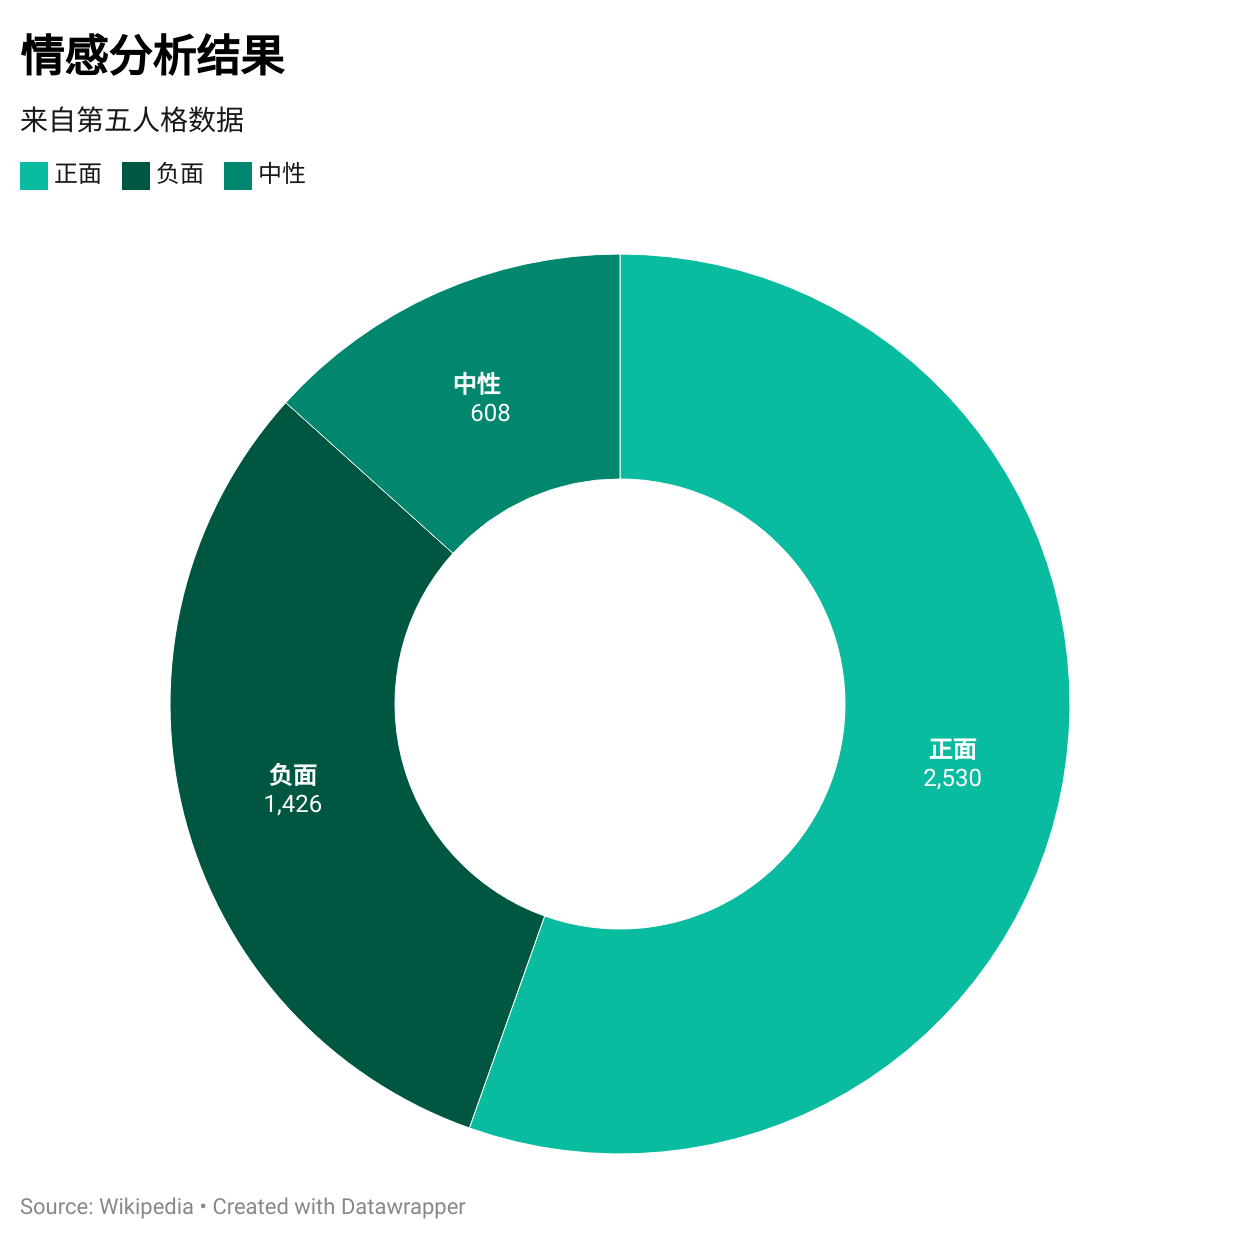 情感分析结果
来自第五人格数据
正面 负面 中性
中性
608
正面
2,530
负面
1,426
Source: Wikipedia • Created with Datawrapper